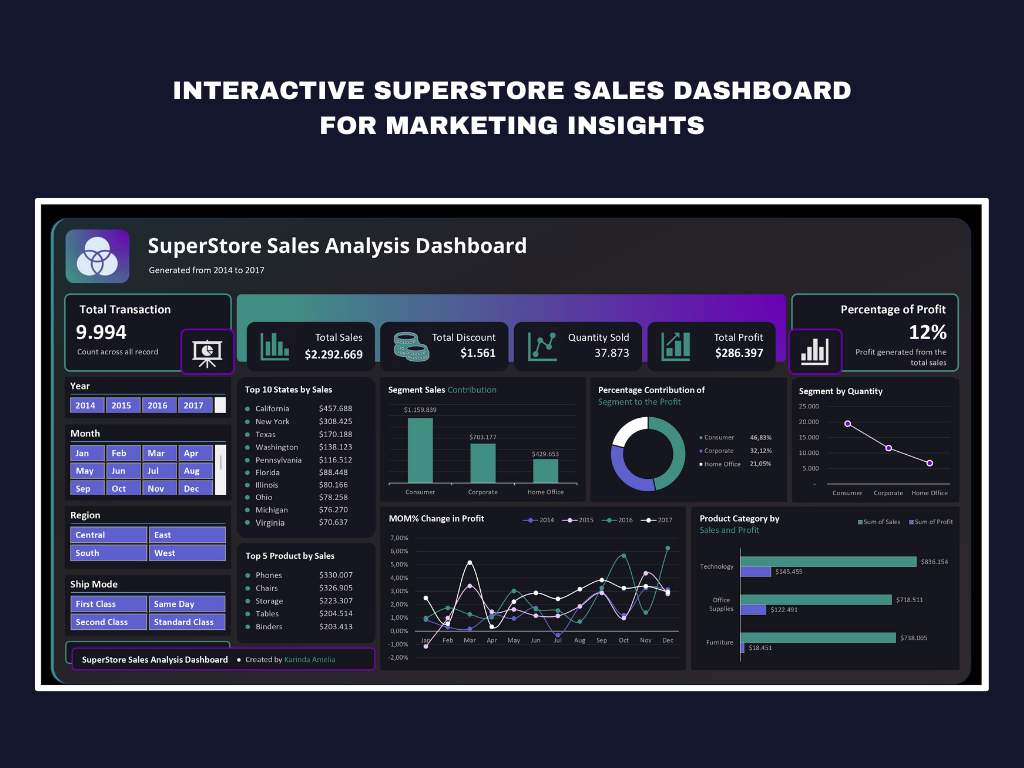 INTERACTIVE SUPERSTORE SALES DASHBOARD
FOR MARKETING INSIGHTS
SuperStore Sales Analysis Dashboard
Generated from 2014 to 2017
Total Transaction
9.994
Count across all record
Total Sales
$2.292.669
Total Discount
$1.561
Quantity Sold
37.873
Total Profit
$286.397
Percentage of Profit
12%
Profit generated from the
total sales
Year
2014 2015 2016 2017
Month
Jan Feb Mar Apr
May Jun Jul Aug
Sep Oct Nov Dec
Region
Central East
South West
Ship Mode
First Class Same Day
Second Class Standard Class
Top 10 States by Sales
California $457.688
New York $308.425
Texas $170.188
Washington $138.123
Pennsylvania $116.512
Florida $88.448
Illinois $80.166
Ohio $78.258
Michigan $76.270
Virginia $70.637
Top 5 Product by Sales
Phones $330.007
Chairs $326.905
Storage $223.307
Tables $204.514
Binders $203.413
Segment Sales Contribution
$1.159.839
$703.177
$429.653
Consumer Corporate Home Office
Percentage Contribution of
Segment to the Profit
Consumer 46,83%
Corporate 32,12%
Home Office 21,05%
Segment by Quantity
25.000
20.000
15.000
10.000
5.000
-
Consumer Corporate Home Office
MOM% Change in Profit
2014 2015 2016 2017
7,00%
6,00%
5,00%
4,00%
3,00%
2,00%
1,00%
0,00%
Jan Feb Mar Apr May Jun Jul Aug Sep Oct Nov Dec
-1,00%
-2,00%
Product Category by
Sales and Profit
Sum of Sales Sum of Profit
Technology
$836.154
$145.455
Office
Supplies
$718.511
$122.491
Furniture
$738.005
$18.451
SuperStore Sales Analysis Dashboard • Created by Karinda Amelia